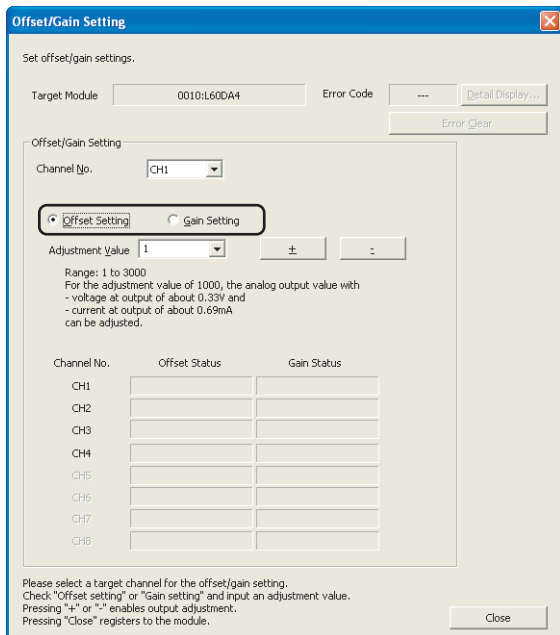 Offset/Gain Setting
Set offset/gain settings.
Target Module 0010:L60DA4 Error Code --- Detail Display...
Error Clear
Offset/Gain Setting
Channel No. CH1
Offset Setting Gain Setting
Adjustment Value 1 + -
Range: 1 to 3000
For the adjustment value of 1000, the analog output value with
- voltage at output of about 0.33V and
- current at output of about 0.69mA
can be adjusted.
Channel No. Offset Status Gain Status
CH1
CH2
CH3
CH4
CH5
CH6
CH7
CH8
Please select a target channel for the offset/gain setting.
Check "Offset setting" or "Gain setting" and input an adjustment value.
Pressing "+" or "-" enables output adjustment.
Pressing "Close" registers to the module.
Close